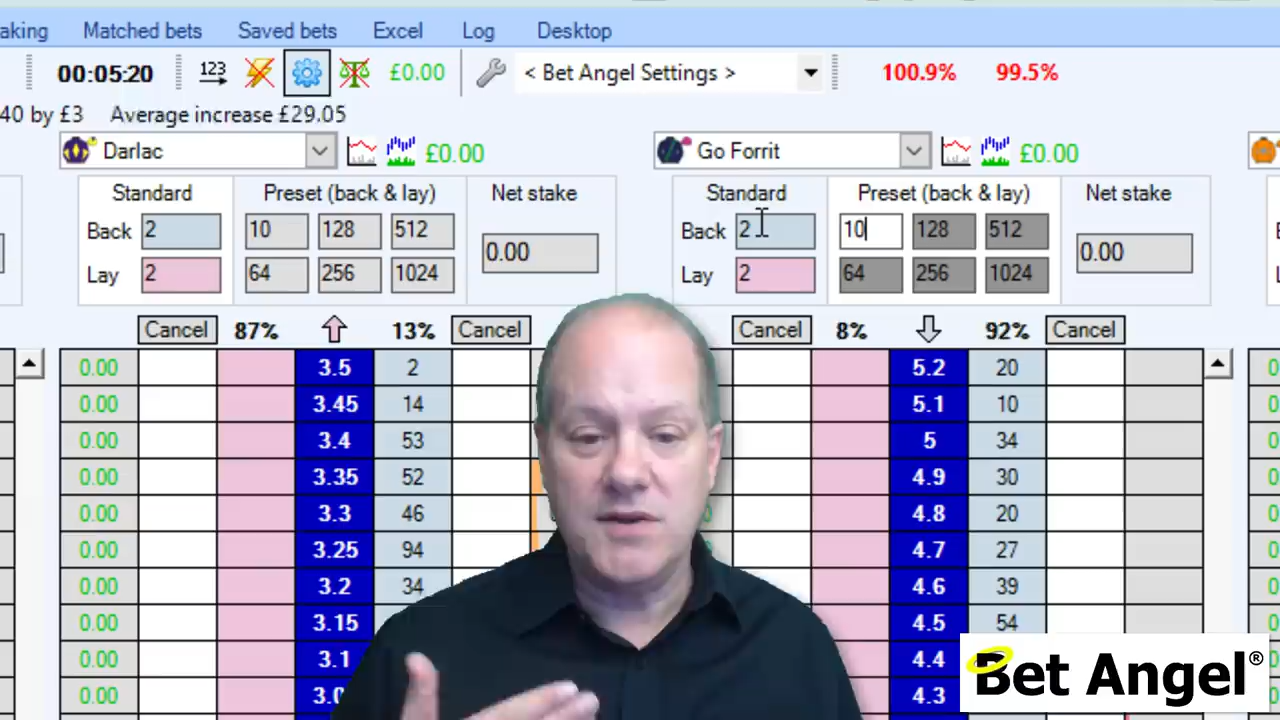 aking Matched bets Saved bets Excel Log Desktop
00:05:20 123 £0.00 < Bet Angel Settings > 100.9% 99.5%
40 by £3 Average increase £29.05
Darlac £0.00 Go Forrit £0.00
Standard Preset (back & lay) Net stake Standard Preset (back & lay) Net stake
Back 2 10 128 512 0.00 Back 2 10 128 512 0.00
Lay 2 64 256 1024 Lay 2 64 256 1024
Cancel 87% 13% Cancel Cancel 8% 92% Cancel
0.00 3.5 2 5.2 20
0.00 3.45 14 5.1 10
0.00 3.4 53 5 34
0.00 3.35 52 4.9 30
0.00 3.3 46 4.8 20
0.00 3.25 94 4.7 27
0.00 3.2 34 4.6 39
0.00 3.15 4.5 54
0.00 3.1 4.4
0.00 4.3
Bet Angel®